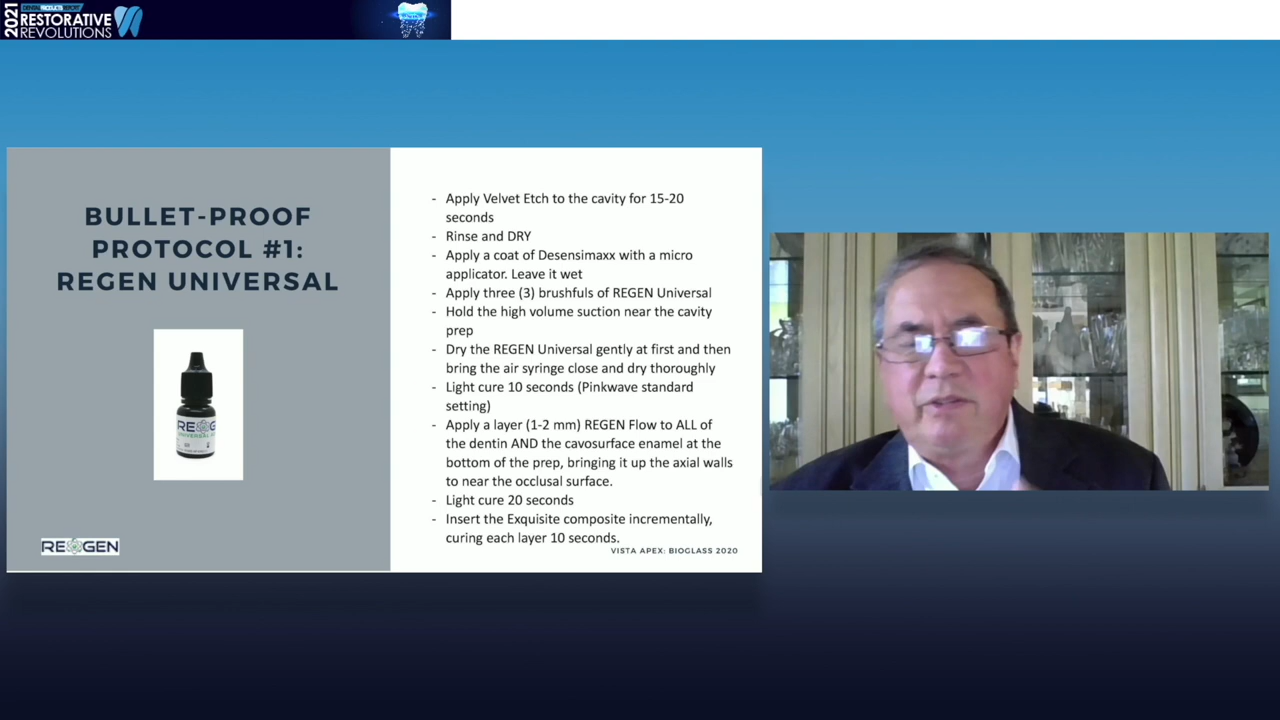 2021
DENTAL PRODUCTS REPORT
RESTORATIVE
REVOLUTIONS
BULLET-PROOF
PROTOCOL #1:
REGEN UNIVERSAL
REGEN
UNIVERSAL
REGEN
- Apply Velvet Etch to the cavity for 15-20
seconds
- Rinse and DRY
- Apply a coat of Desensimaxx with a micro
applicator. Leave it wet
- Apply three (3) brushfuls of REGEN Universal
- Hold the high volume suction near the cavity
prep
- Dry the REGEN Universal gently at first and then
bring the air syringe close and dry thoroughly
- Light cure 10 seconds (Pinkwave standard
setting)
- Apply a layer (1-2 mm) REGEN Flow to ALL of
the dentin AND the cavosurface enamel at the
bottom of the prep, bringing it up the axial walls
to near the occlusal surface.
- Light cure 20 seconds
- Insert the Exquisite composite incrementally,
curing each layer 10 seconds.
VISTA APEX: BIOGLASS 2020